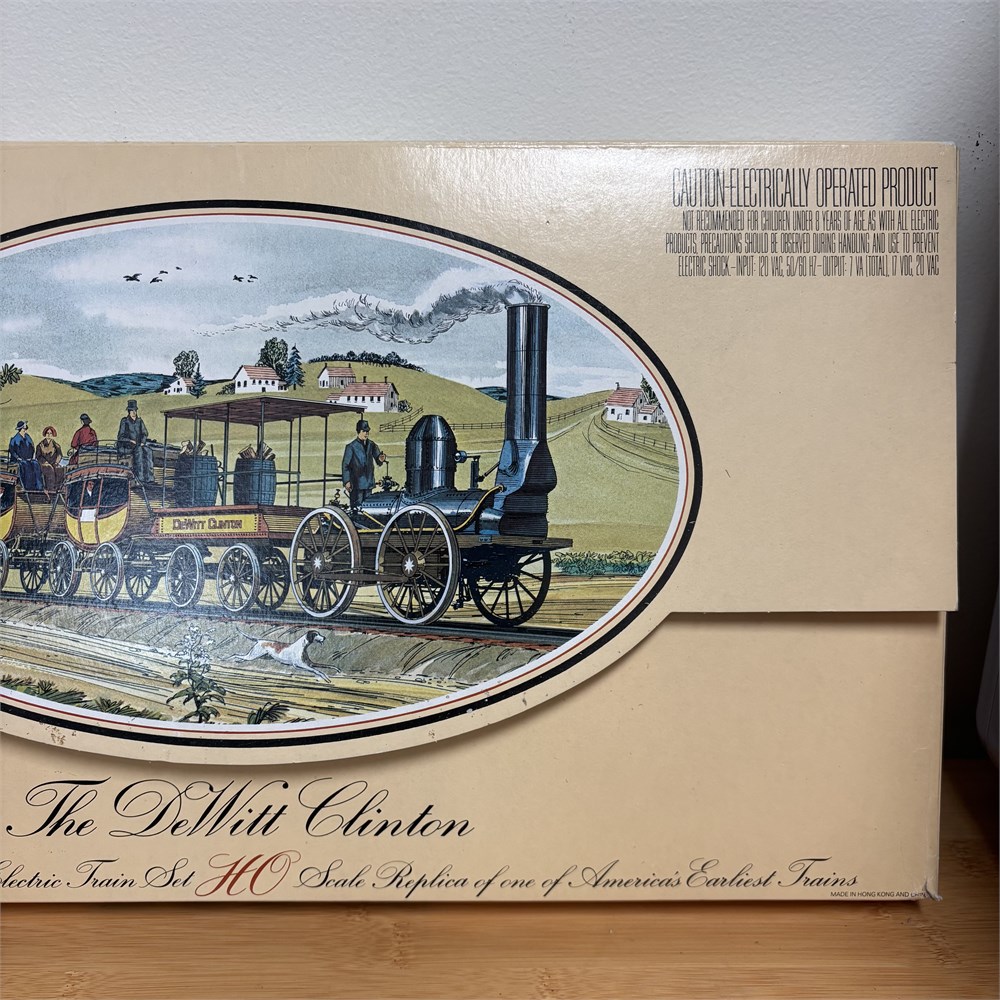 CAUTION-ELECTRICALLY OPERATED PRODUCT
NOT RECOMMENDED FOR CHILDREN UNDER 8 YEARS OF AGE. AS WITH ALL ELECTRIC
PRODUCTS, PRECAUTIONS SHOULD BE OBSERVED DURING HANDLING AND USE TO PREVENT
ELECTRIC SHOCK.-INPUT: 120 VAC, 50/60 HZ-OUTPUT: 7 VA (TOTAL), 17 VDC, 20 VAC
DEWITT CLINTON
The DeWitt Clinton
Electric Train Set HO Scale Replica of one of America's Earliest Trains
MADE IN HONG KONG AND